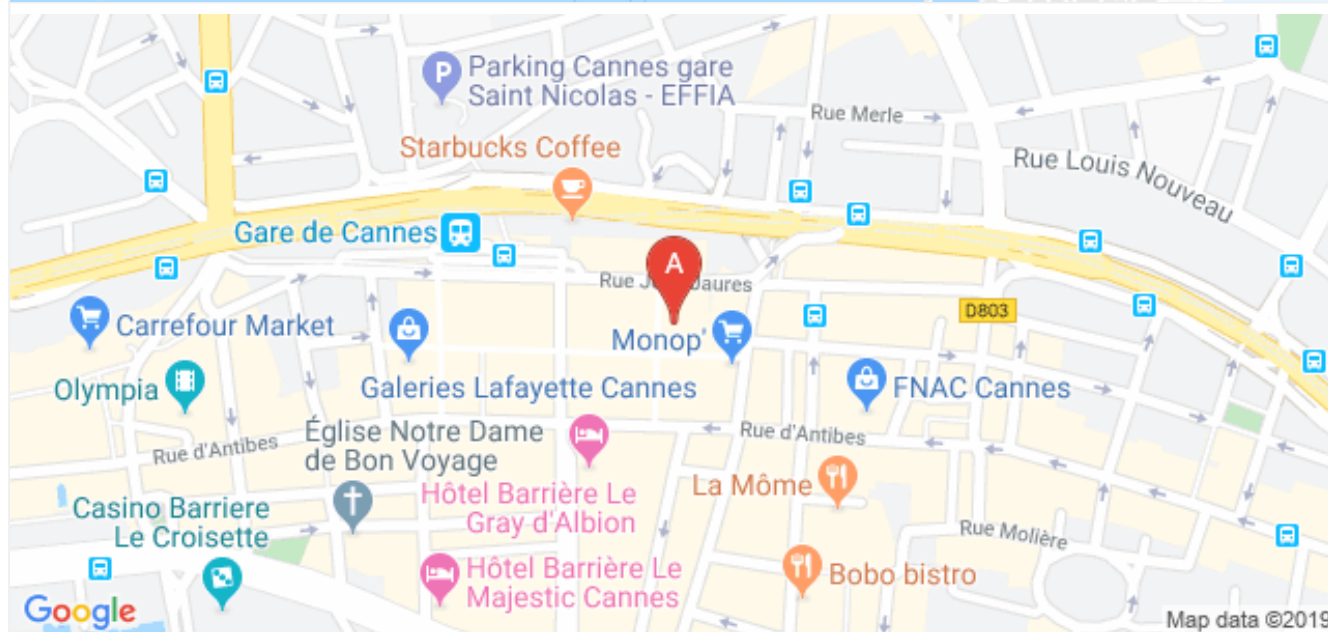 Parking Cannes gare
Saint Nicolas - EFFIA
P
Rue Merle
Starbucks Coffee
Rue Louis Nouveau
Gare de Cannes
A
Rue J
Jaures
D803
Carrefour Market
Monop'
Olympia
Galeries Lafayette Cannes
FNAC Cannes
Église Notre Dame
de Bon Voyage
Rue d'Antibes
Rue d'Antibes
Hôtel Barrière Le
Gray d'Albion
La Môme
Casino Barriere
Le Croisette
Rue Molière
Hôtel Barrière Le
Majestic Cannes
Bobo bistro
Google
Map data ©2019